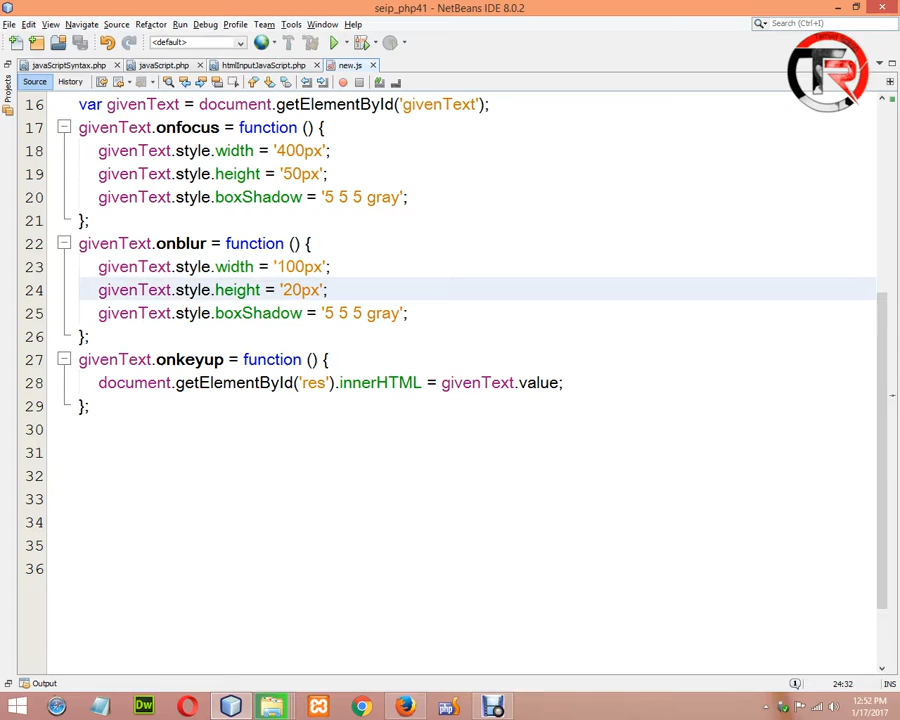 seip_php41 - NetBeans IDE 8.0.2
File Edit View Navigate Source Refactor Run Debug Profile Team Tools Window Help
Search (Ctrl+I)
<default>
javaScriptSyntax.php javaScript.php htmlInputJavaScript.php new.js
Source History
Projects
16 var givenText = document.getElementById('givenText');
17 givenText.onfocus = function () {
18 givenText.style.width = '400px';
19 givenText.style.height = '50px';
20 givenText.style.boxShadow = '5 5 5 gray';
21 };
22 givenText.onblur = function () {
23 givenText.style.width = '100px';
24 givenText.style.height = '20px';
25 givenText.style.boxShadow = '5 5 5 gray';
26 };
27 givenText.onkeyup = function () {
28 document.getElementById('res').innerHTML = givenText.value;
29 };
30
31
32
33
34
35
36
Output
24:32 INS
Dw
12:52 PM
1/17/2017